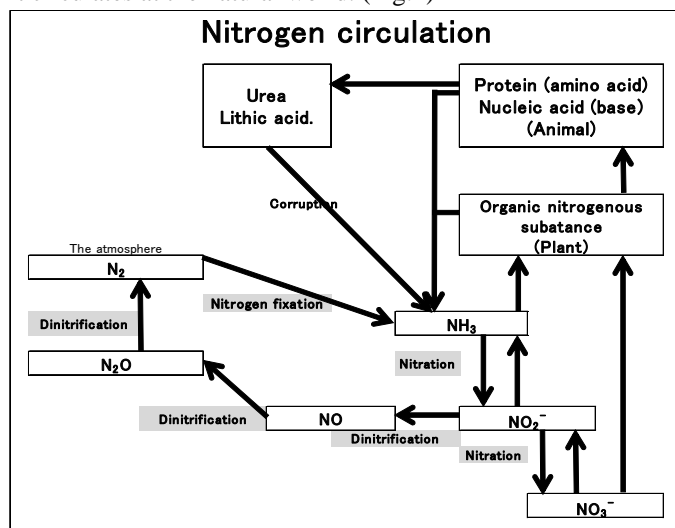 Nitrogen circulation
Urea
Lithic acid.
Protein (amino acid)
Nucleic acid (base)
(Animal)
Corruption
Organic nitrogenous
subatance
(Plant)
The atmosphere
N₂
Nitrogen fixation
NH₃
Dinitrification
Nitration
N₂O
Dinitrification
NO
NO₂⁻
Dinitrification
Nitration
NO₃⁻